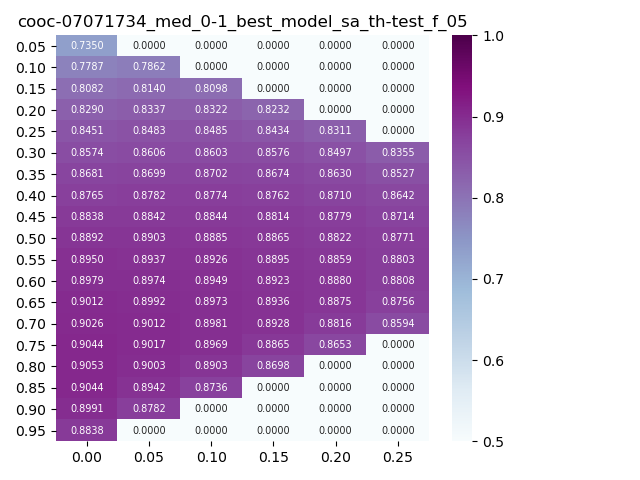 cooc-07071734_med_0-1_best_model_sa_th-test_f_05
0.05 0.7350 0.0000 0.0000 0.0000 0.0000 0.0000
0.10 0.7787 0.7862 0.0000 0.0000 0.0000 0.0000
0.15 0.8082 0.8140 0.8098 0.0000 0.0000 0.0000
0.20 0.8290 0.8337 0.8322 0.8232 0.0000 0.0000
0.25 0.8451 0.8483 0.8485 0.8434 0.8311 0.0000
0.30 0.8574 0.8606 0.8603 0.8576 0.8497 0.8355
0.35 0.8681 0.8699 0.8702 0.8674 0.8630 0.8527
0.40 0.8765 0.8782 0.8774 0.8762 0.8710 0.8642
0.45 0.8838 0.8842 0.8844 0.8814 0.8779 0.8714
0.50 0.8892 0.8903 0.8885 0.8865 0.8822 0.8771
0.55 0.8950 0.8937 0.8926 0.8895 0.8859 0.8803
0.60 0.8979 0.8974 0.8949 0.8923 0.8880 0.8808
0.65 0.9012 0.8992 0.8973 0.8936 0.8875 0.8756
0.70 0.9026 0.9012 0.8981 0.8928 0.8816 0.8594
0.75 0.9044 0.9017 0.8969 0.8865 0.8653 0.0000
0.80 0.9053 0.9003 0.8903 0.8698 0.0000 0.0000
0.85 0.9044 0.8942 0.8736 0.0000 0.0000 0.0000
0.90 0.8991 0.8782 0.0000 0.0000 0.0000 0.0000
0.95 0.8838 0.0000 0.0000 0.0000 0.0000 0.0000
0.00 0.05 0.10 0.15 0.20 0.25
1.0
0.9
0.8
0.7
0.6
0.5